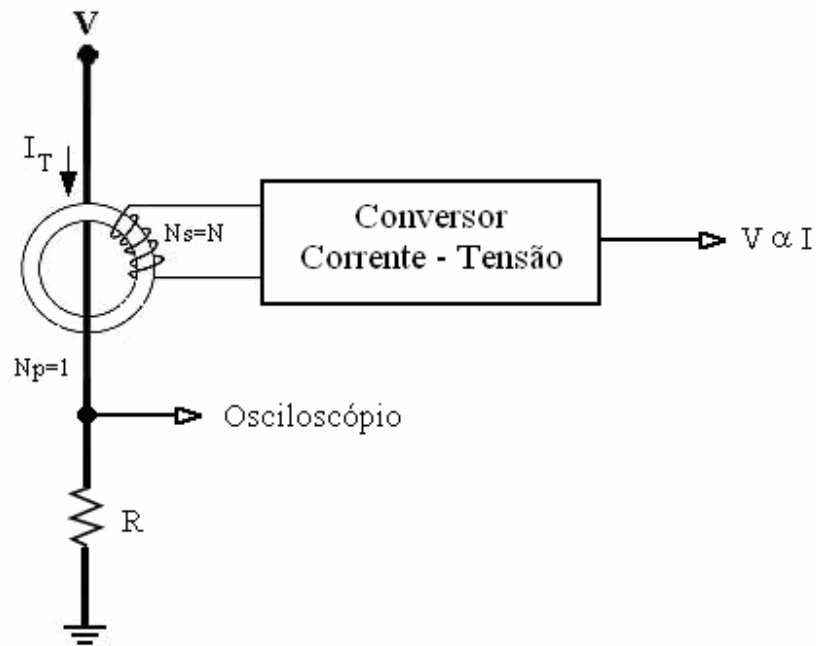 V
I_T
Ns=N
Conversor
Corrente - Tensão
V α I
Np=1
Osciloscópio
R